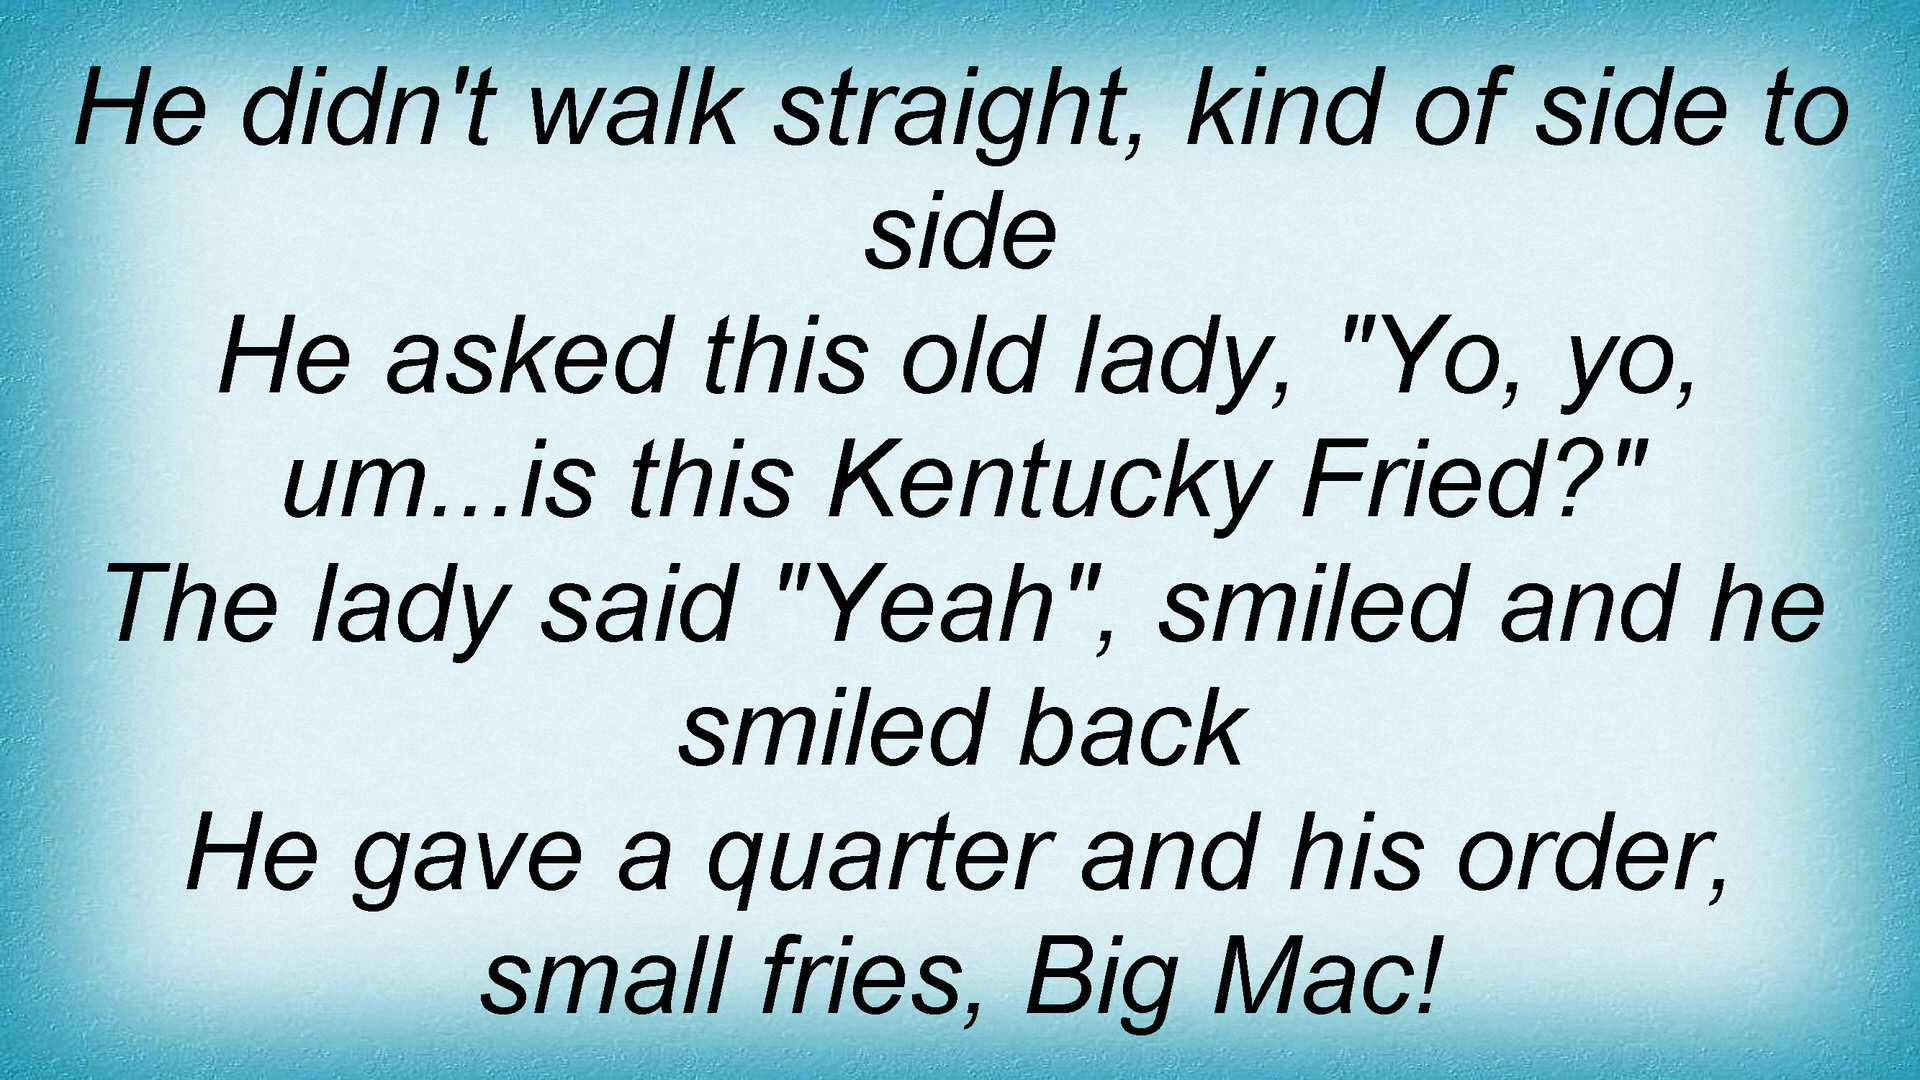 He didn't walk straight, kind of side to
side
He asked this old lady, "Yo, yo,
um...is this Kentucky Fried?"
The lady said "Yeah", smiled and he
smiled back
He gave a quarter and his order,
small fries, Big Mac!